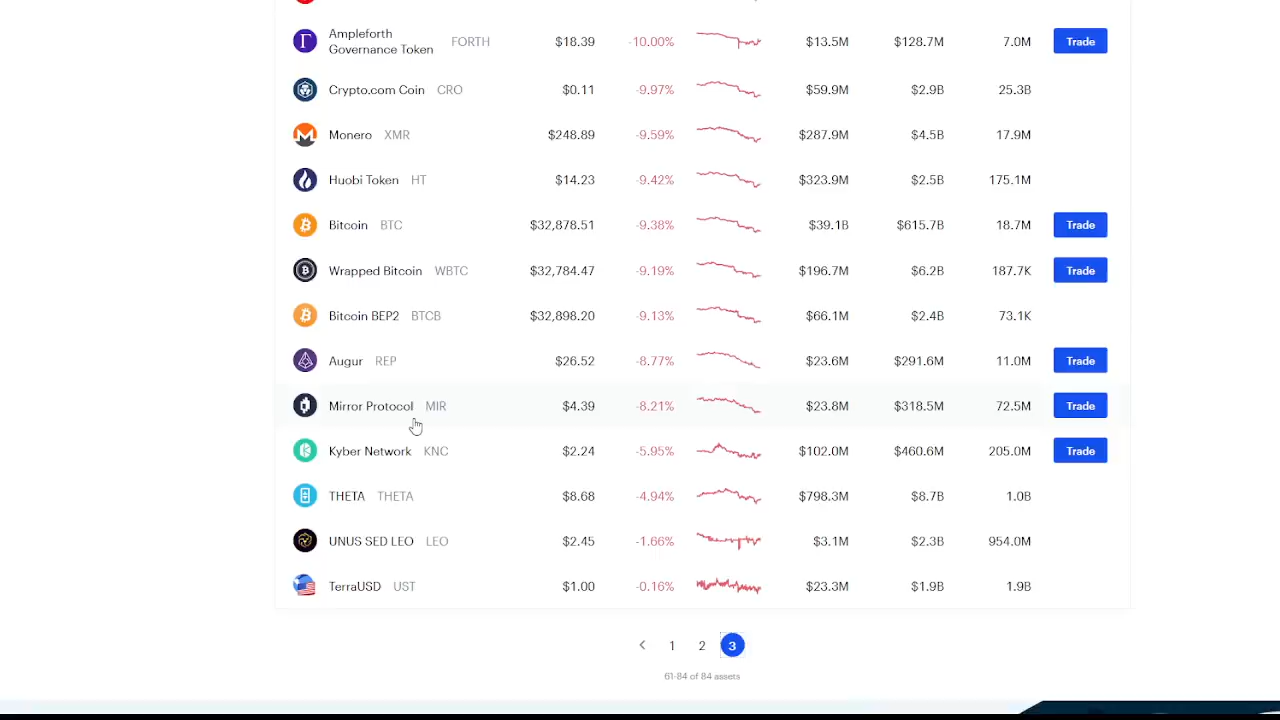 Ampleforth
Governance Token FORTH $18.39 -10.00% $13.5M $128.7M 7.0M Trade
Crypto.com Coin CRO $0.11 -9.97% $59.9M $2.9B 25.3B
Monero XMR $248.89 -9.59% $287.9M $4.5B 17.9M
Huobi Token HT $14.23 -9.42% $323.9M $2.5B 175.1M
Bitcoin BTC $32,878.51 -9.38% $39.1B $615.7B 18.7M Trade
Wrapped Bitcoin WBTC $32,784.47 -9.19% $196.7M $6.2B 187.7K Trade
Bitcoin BEP2 BTCB $32,898.20 -9.13% $66.1M $2.4B 73.1K
Augur REP $26.52 -8.77% $23.6M $291.6M 11.0M Trade
Mirror Protocol MIR $4.39 -8.21% $23.8M $318.5M 72.5M Trade
Kyber Network KNC $2.24 -5.95% $102.0M $460.6M 205.0M Trade
THETA THETA $8.68 -4.94% $798.3M $8.7B 1.0B
UNUS SED LEO LEO $2.45 -1.66% $3.1M $2.3B 954.0M
TerraUSD UST $1.00 -0.16% $23.3M $1.9B 1.9B
1 2 3
61-84 of 84 assets